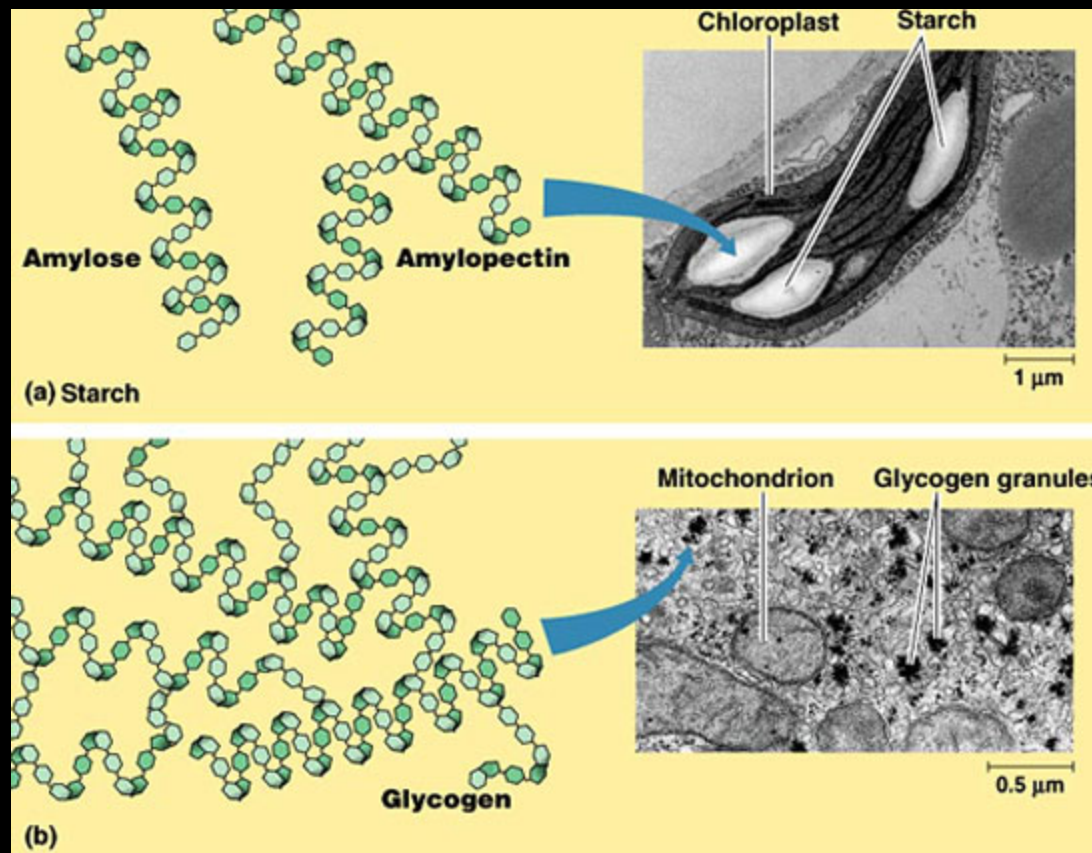 Chloroplast Starch
Amylose Amylopectin
1 μm
(a) Starch
Mitochondrion Glycogen granules
Glycogen
0.5 μm
(b)